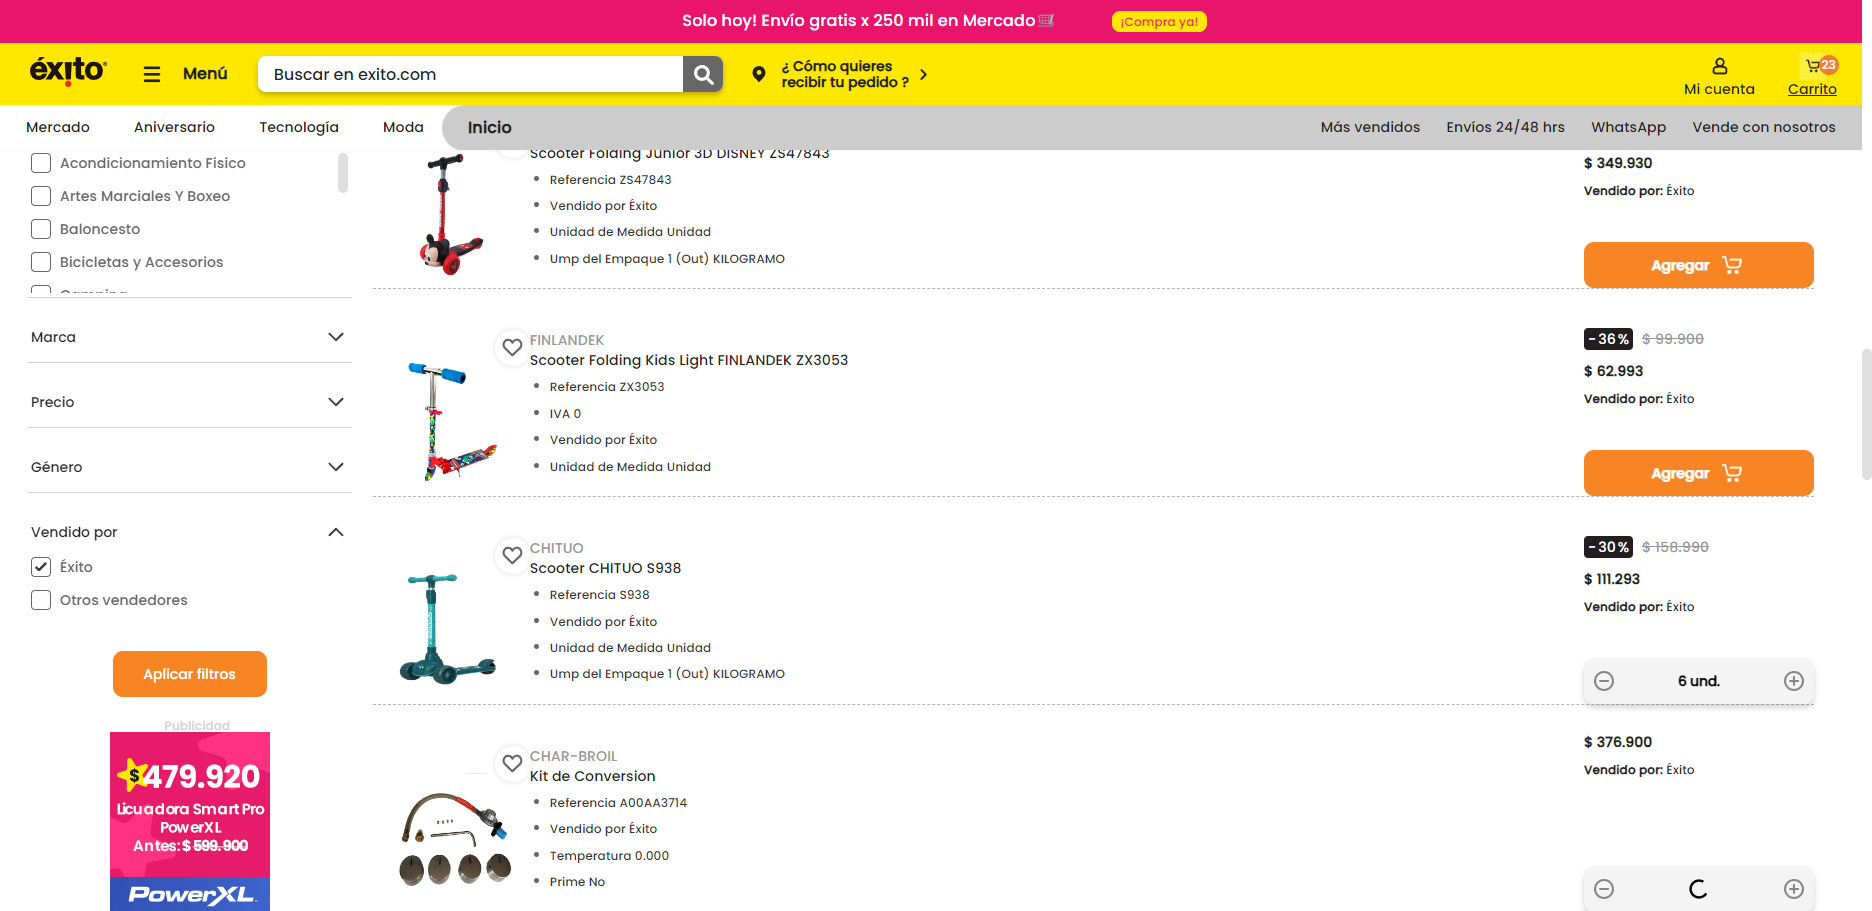 Solo hoy! Envío gratis x 250 mil en Mercado
¡Compra ya!
éxito
Menú
Buscar en exito.com
¿ Cómo quieres
recibir tu pedido ?
Mi cuenta
23
Carrito
Mercado
Aniversario
Tecnología
Moda
Inicio
Más vendidos
Envíos 24/48 hrs
WhatsApp
Vende con nosotros
Acondicionamiento Fisico
Artes Marciales Y Boxeo
Baloncesto
Bicicletas y Accesorios
Camping
Marca
Precio
Género
Vendido por
Éxito
Otros vendedores
Aplicar filtros
Publicidad
$479.920
Licuadora Smart Pro
PowerXL
Antes: $ 599.900
PowerXL
Scooter Folding Junior 3D DISNEY ZS47843
Referencia ZS47843
Vendido por Éxito
Unidad de Medida Unidad
Ump del Empaque 1 (Out) KILOGRAMO
$ 349.930
Vendido por: Éxito
Agregar
FINLANDEK
Scooter Folding Kids Light FINLANDEK ZX3053
Referencia ZX3053
IVA 0
Vendido por Éxito
Unidad de Medida Unidad
-36% $ 99.900
$ 62.993
Vendido por: Éxito
Agregar
CHITUO
Scooter CHITUO S938
Referencia S938
Vendido por Éxito
Unidad de Medida Unidad
Ump del Empaque 1 (Out) KILOGRAMO
-30% $ 158.990
$ 111.293
Vendido por: Éxito
6 und.
CHAR-BROIL
Kit de Conversion
Referencia A00AA3714
Vendido por Éxito
Temperatura 0.000
Prime No
$ 376.900
Vendido por: Éxito